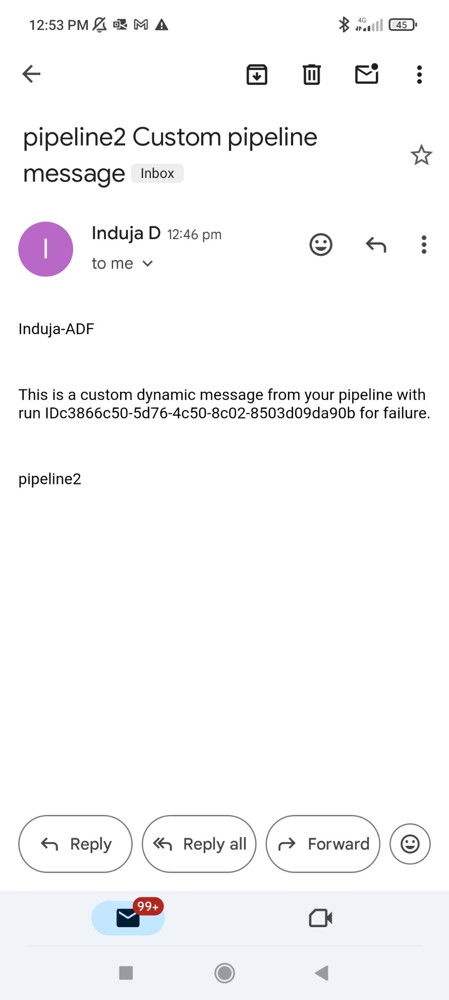 12:53 PM 4G 45
pipeline2 Custom pipeline
message Inbox
I
Induja D 12:46 pm
to me
Induja-ADF
This is a custom dynamic message from your pipeline with
run IDc3866c50-5d76-4c50-8c02-8503d09da90b for failure.
pipeline2
Reply Reply all Forward
99+